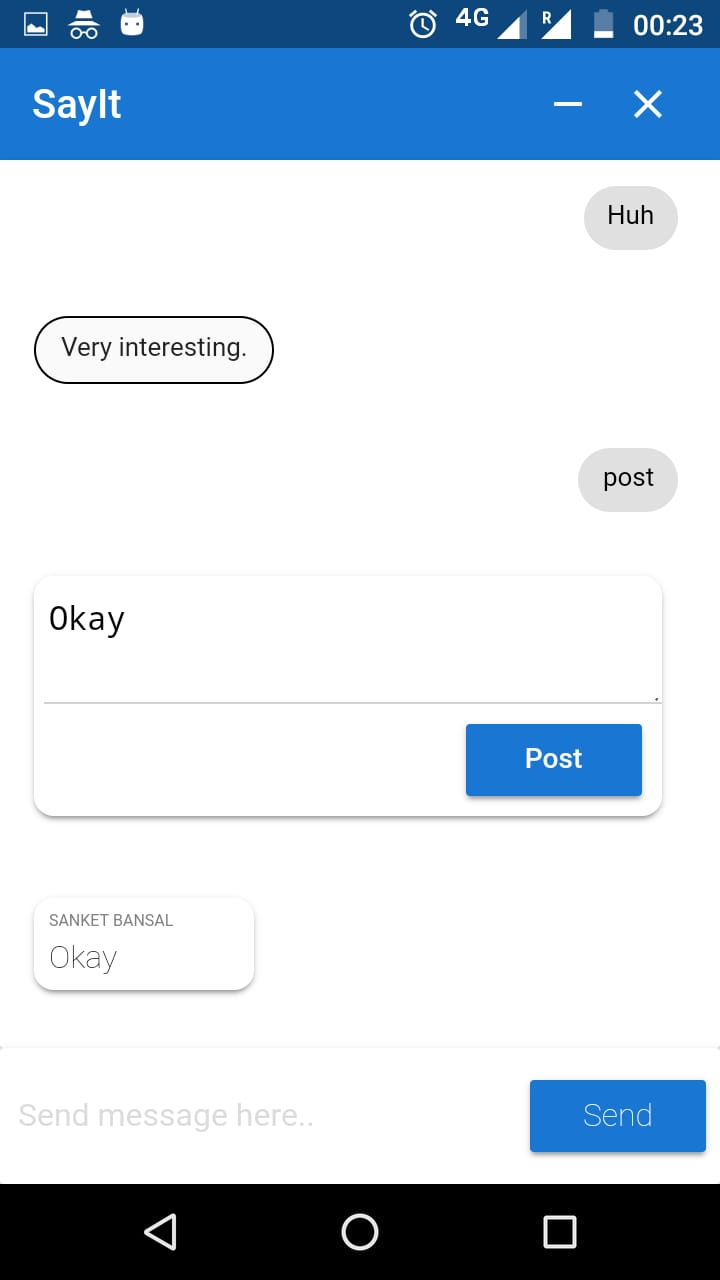 4G R 00:23
SayIt
Huh
Very interesting.
post
Okay
Post
SANKET BANSAL
Okay
Send message here..
Send